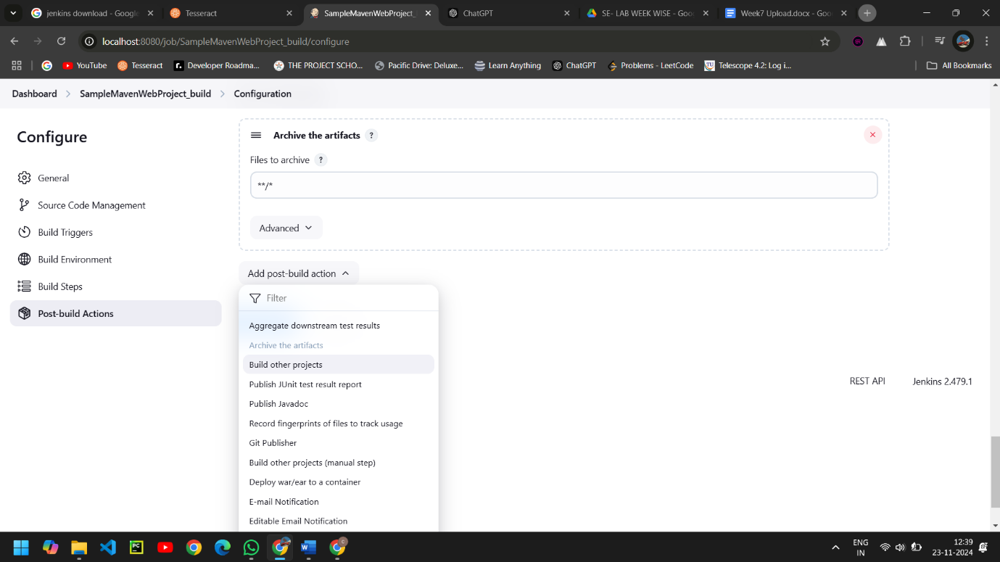 jenkins download - Google
Tesseract
SampleMavenWebProject_
ChatGPT
SE- LAB WEEK WISE - Goo
Week7 Upload.docx - Goo
localhost:8080/job/SampleMavenWebProject_build/configure
YouTube
Tesseract
Developer Roadma...
THE PROJECT SCHO...
Pacific Drive: Deluxe...
Learn Anything
ChatGPT
Problems - LeetCode
Telescope 4.2: Log i...
All Bookmarks
Dashboard
SampleMavenWebProject_build
Configuration
Configure
General
Source Code Management
Build Triggers
Build Environment
Build Steps
Post-build Actions
Archive the artifacts ?
Files to archive ?
**/*
Advanced
Add post-build action
Filter
Aggregate downstream test results
Archive the artifacts
Build other projects
Publish JUnit test result report
Publish Javadoc
Record fingerprints of files to track usage
Git Publisher
Build other projects (manual step)
Deploy war/ear to a container
E-mail Notification
Editable Email Notification
REST API
Jenkins 2.479.1
ENG
IN
12:39
23-11-2024